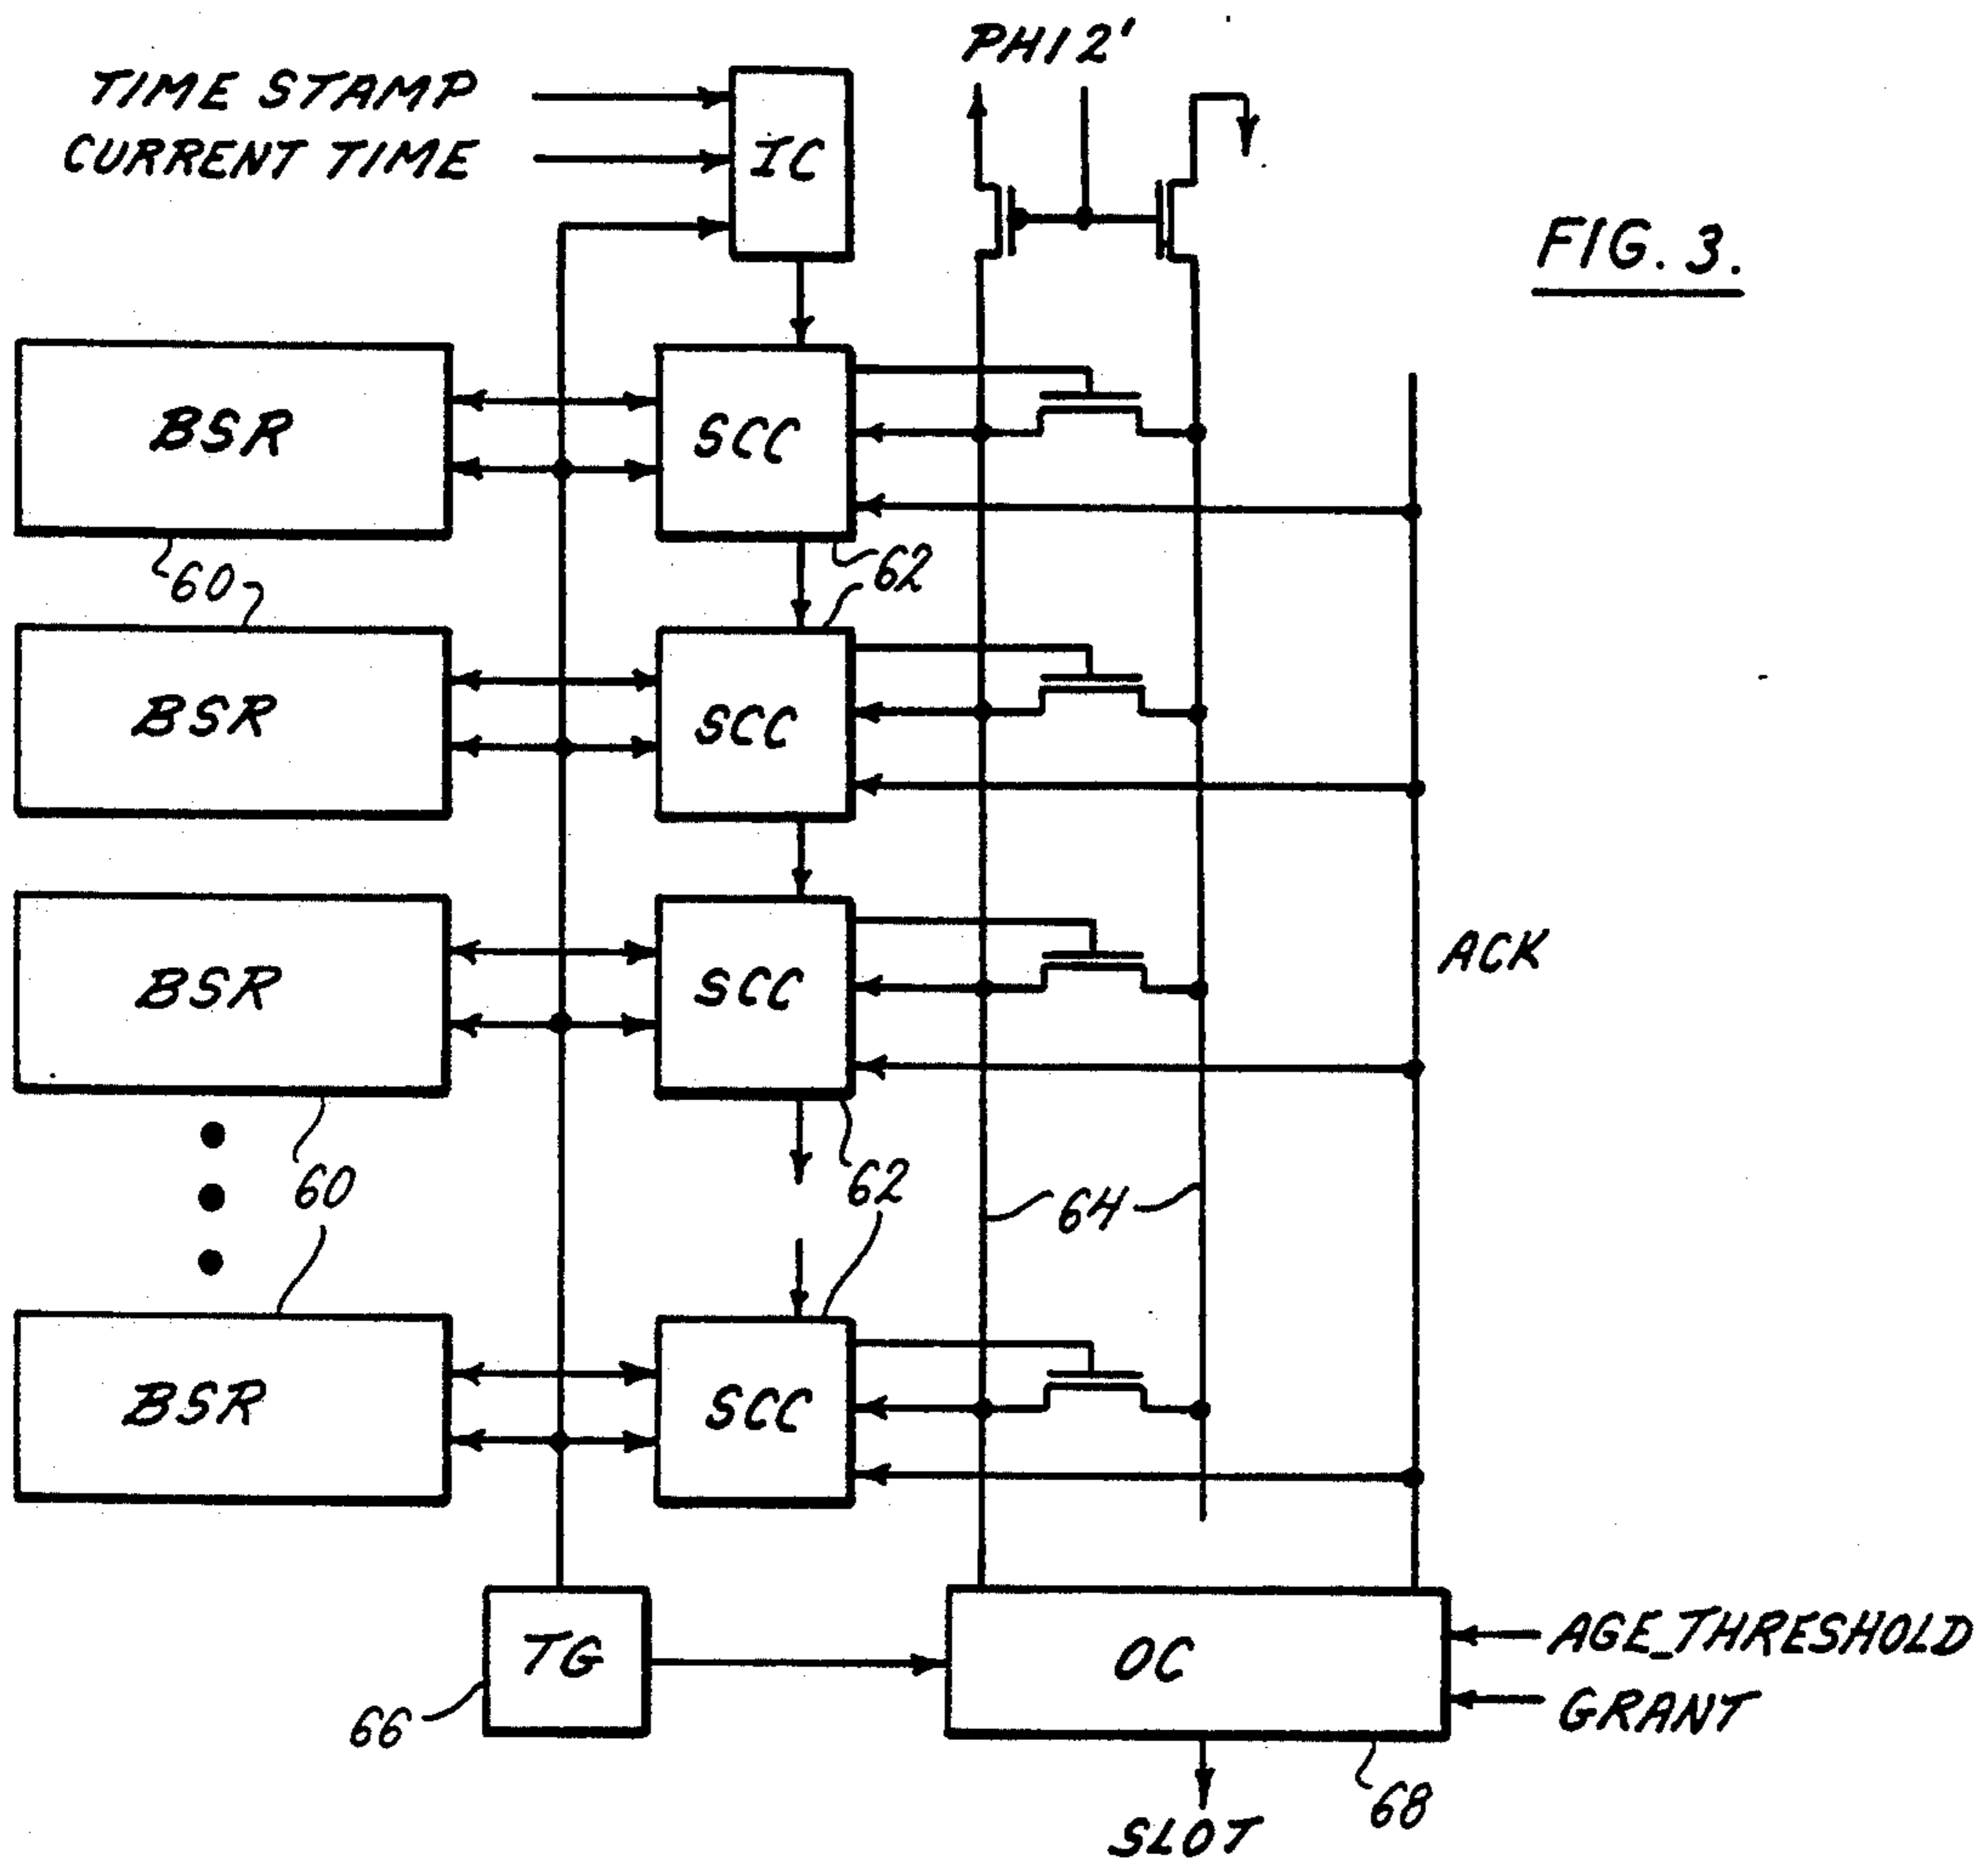 PHI2'
TIME STAMP
CURRENT TIME
IC
FIG. 3.
BSR
SCC
60
62
BSR
SCC
BSR
SCC
ACK
60
62
64
BSR
SCC
TG
OC
AGE_THRESHOLD
GRANT
66
68
SLOT